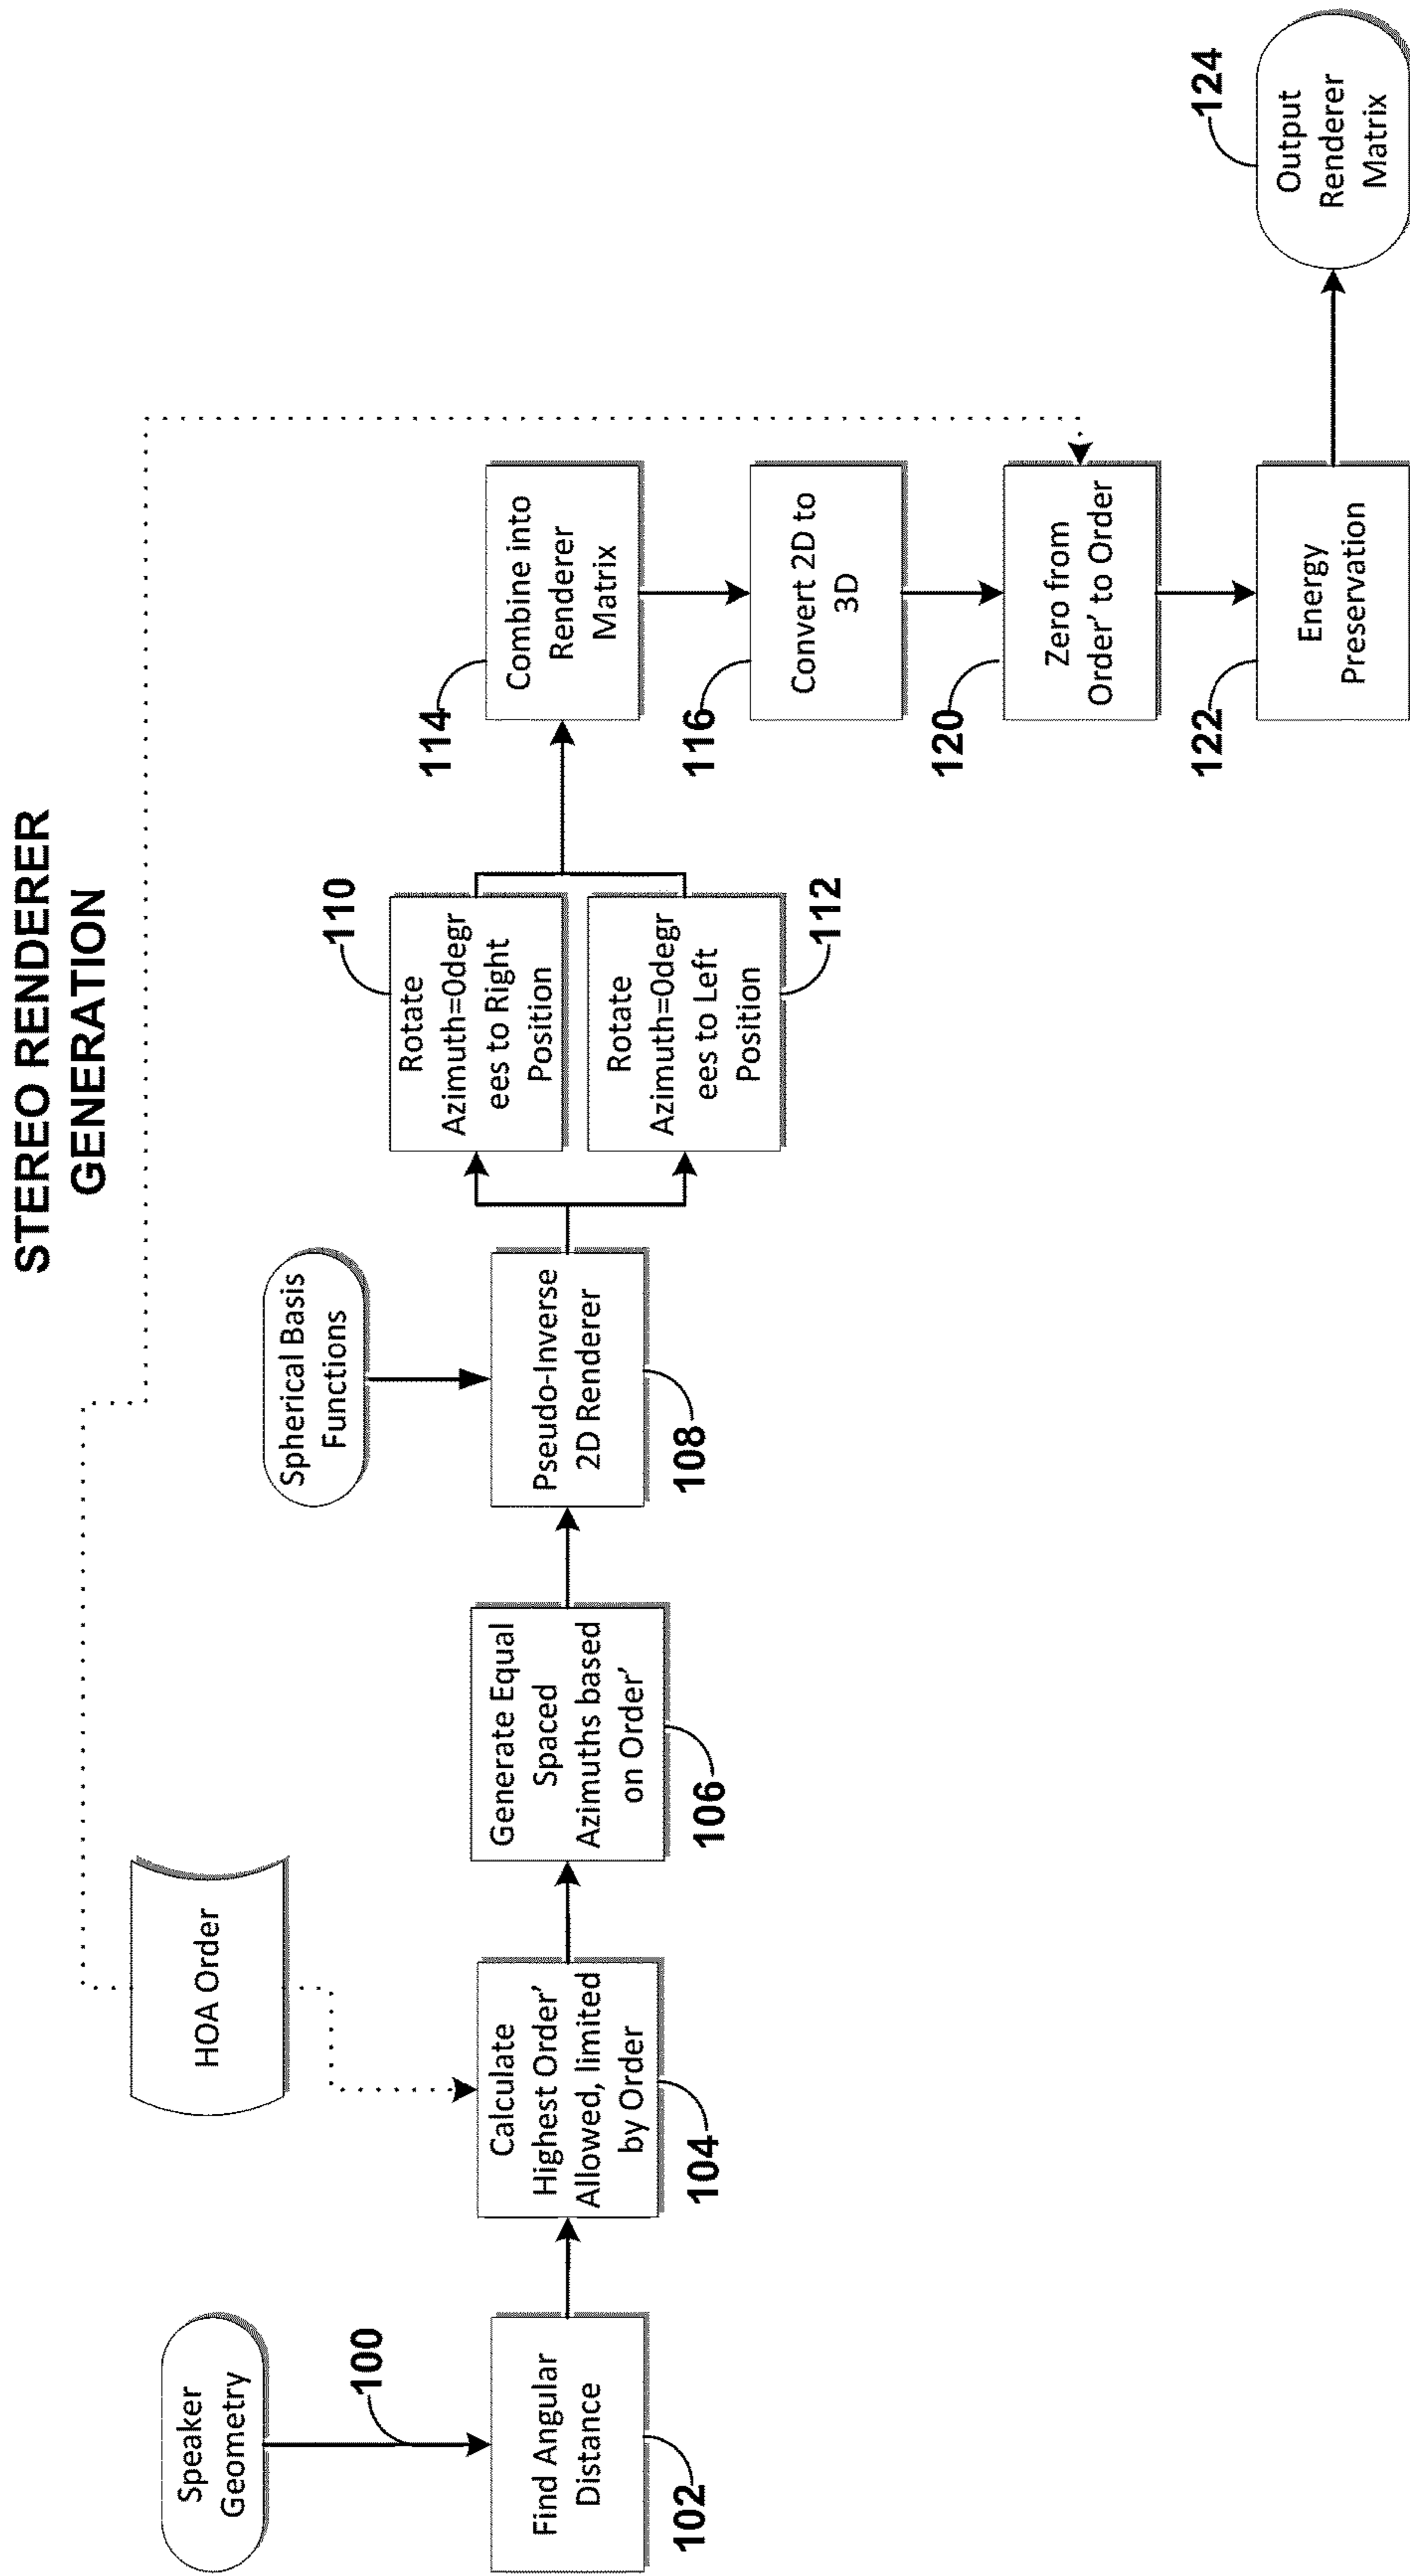 STEREO RENDERER
GENERATION
Speaker
Geometry
100
Find Angular
Distance
102
HOA Order
Calculate
Highest Order'
Allowed, limited
by Order
104
Generate Equal
Spaced
Azimuths based
on Order'
106
Spherical Basis
Functions
Pseudo-Inverse
2D Renderer
108
Rotate
Azimuth=0degr
ees to Right
Position
110
Rotate
Azimuth=0degr
ees to Left
Position
112
Combine into
Renderer
Matrix
114
Convert 2D to
3D
116
Zero from
Order' to Order
120
Energy
Preservation
122
Output
Renderer
Matrix
124